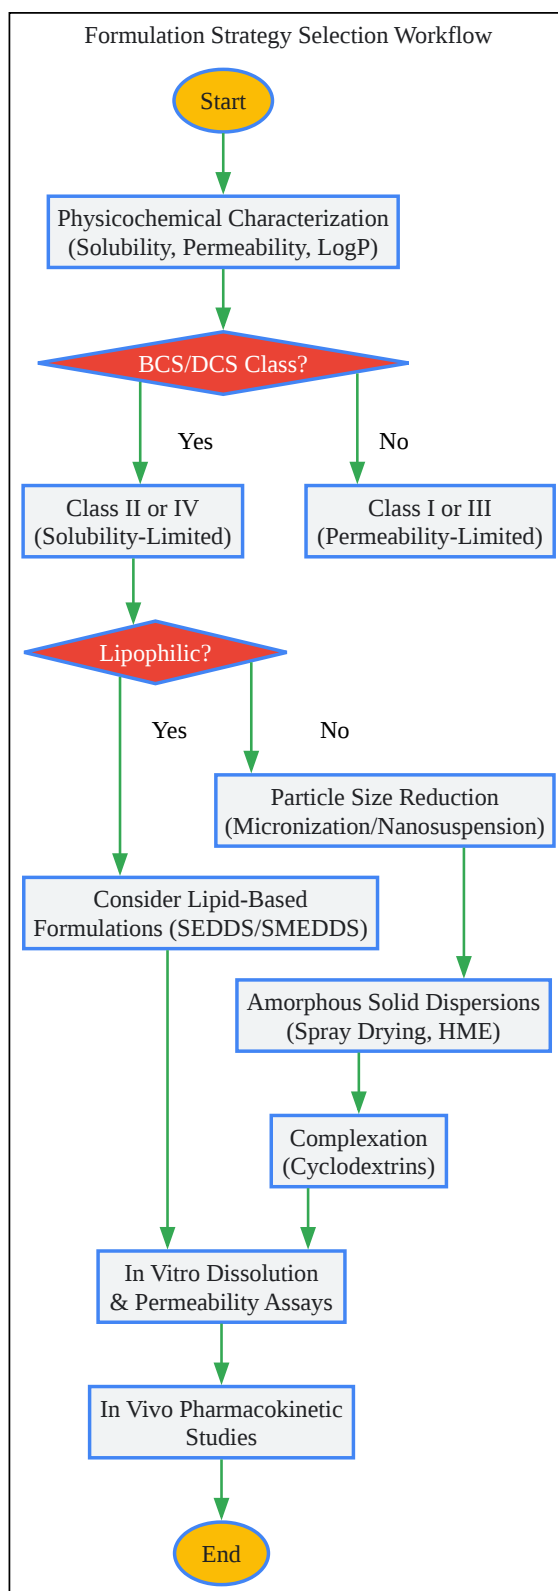 Formulation Strategy Selection Workflow
Start
Physicochemical Characterization
(Solubility, Permeability, LogP)
BCS/DCS Class?
Yes
No
Class II or IV
(Solubility-Limited)
Class I or III
(Permeability-Limited)
Lipophilic?
Yes
No
Particle Size Reduction
(Micronization/Nanosuspension)
Consider Lipid-Based
Formulations (SEDDS/SMEDDS)
Amorphous Solid Dispersions
(Spray Drying, HME)
Complexation
(Cyclodextrins)
In Vitro Dissolution
& Permeability Assays
In Vivo Pharmacokinetic
Studies
End